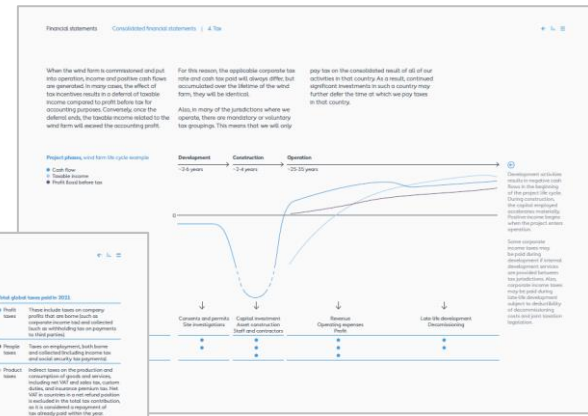 Financial statements Consolidated financial statements | 4 Tax
When the wind farm is commissioned and put
into operation, income and positive cash flows
are generated. In many cases, the effect of
tax incentives results in a deferral of taxable
income compared to profit before tax for
accounting purposes. Conversely, once the
deferral ends, the taxable income related to the
wind farm will exceed the accounting profit.
For this reason, the applicable corporate tax
rate and cash tax paid will always differ, but
accumulated over the lifetime of the wind
farm, they will be identical.
Also, in many of the jurisdictions where we
operate, there are mandatory or voluntary
tax groupings. This means that we will only
pay tax on the consolidated result of all of our
activities in that country. As a result, continued
significant investments in such a country may
further defer the time at which we pay taxes
in that country.
Project phases, wind farm life cycle example
Cash flow
Taxable income
Profit (loss) before tax
Development
~3-6 years
Construction
~2-4 years
Operation
~25-35 years
0
Development activities
results in negative cash
flows in the beginning
of the project life cycle.
During construction,
the capital employed
accelerates materially.
Positive income begins
when the project enters
operation.
Some corporate
income taxes may
be paid during
development if internal
development services
are provided between
tax jurisdictions. Also,
corporate income taxes
may be paid during
late life development
subject to deductibility
of decommissioning
costs and joint taxation
legislation.
Consents and permits
Site investigations
Capital investment
Asset construction
Staff and contractors
Revenue
Operating expenses
Profit
Late life development
Decomissioning
total global taxes paid in 2022
Profit
taxes
These include taxes on company
profits that are borne (such as
corporate income tax) and collected
(such as withholding tax on payments
to third parties).
People
taxes
Taxes on employment, both borne
and collected (including income tax
and social security tax payments)
Product
taxes
Indirect taxes on the production and
consumption of goods and services,
including net VAT and sales tax, custom
duties, and insurance premium tax. Net
VAT in countries in a net refund position
is excluded in the total tax contribution,
as it is considered a repayment of
tax already paid within the year.